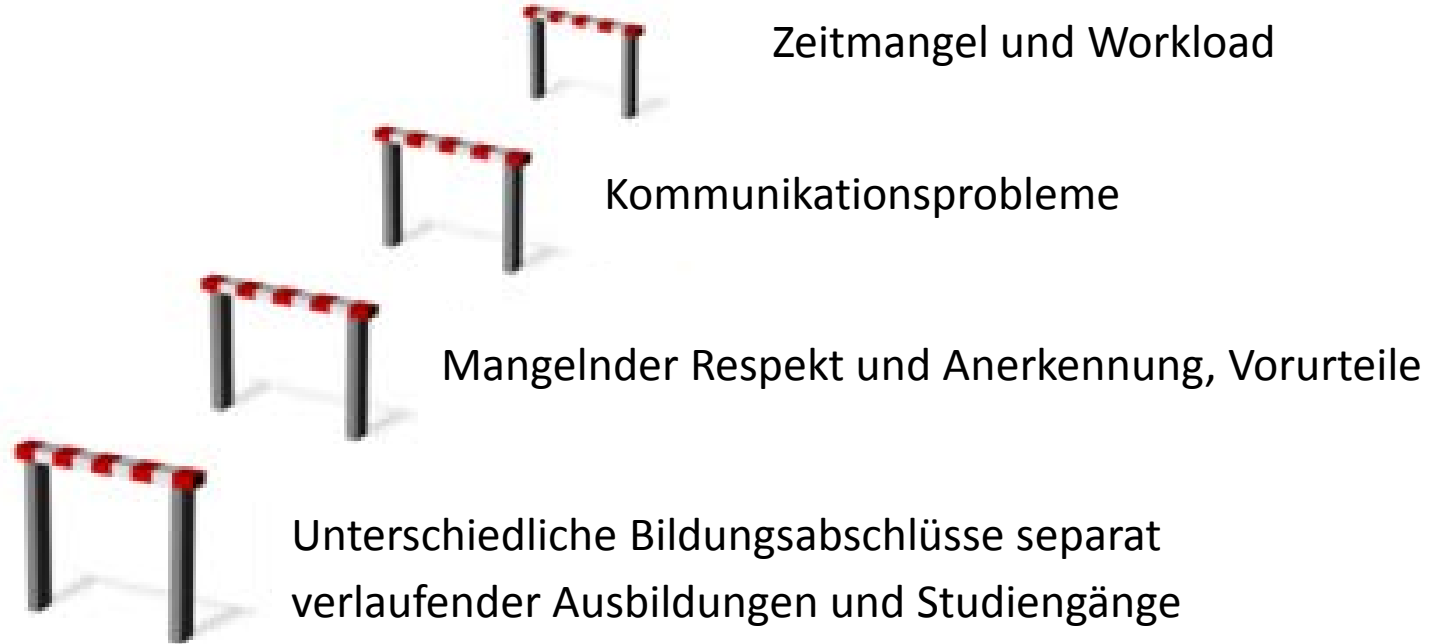 Zeitmangel und Workload
Kommunikationsprobleme
Mangelnder Respekt und Anerkennung, Vorurteile
Unterschiedliche Bildungsabschlüsse separat
verlaufender Ausbildungen und Studiengänge